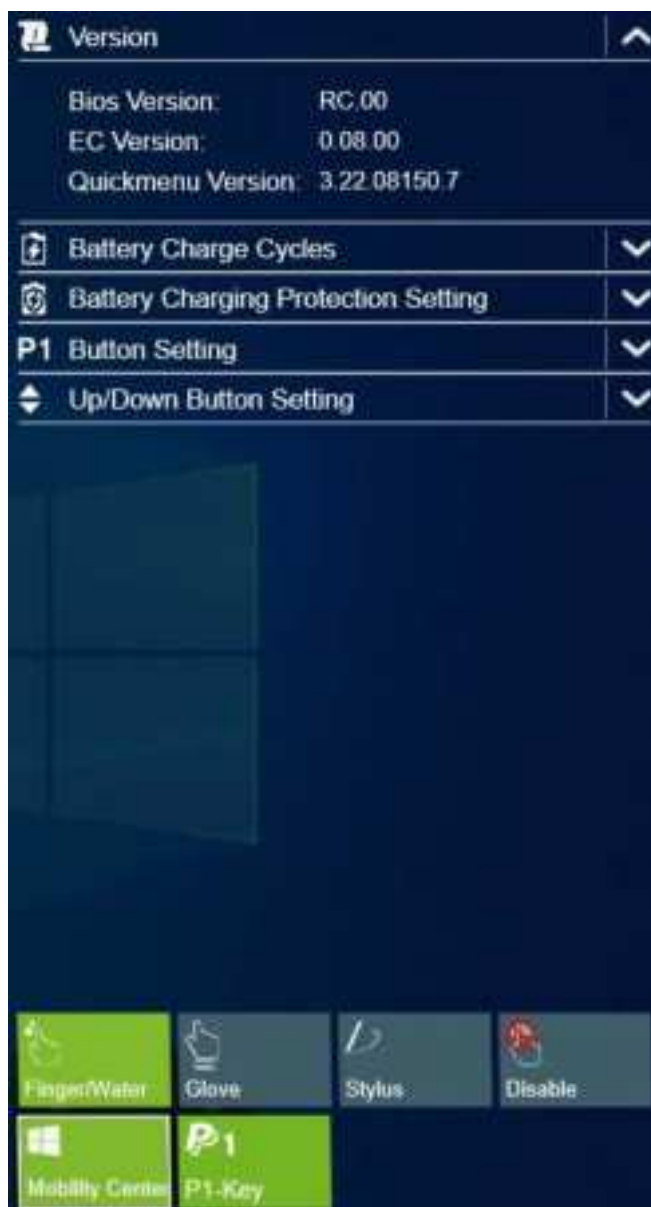 Version
Bios Version: RC.00
EC Version: 0.08.00
Quickmenu Version: 3.22.08150.7
Battery Charge Cycles
Battery Charging Protection Setting
P1 Button Setting
Up/Down Button Setting
Finger/Water Glove Stylus Disable
P1
Mobility Center P1-Key